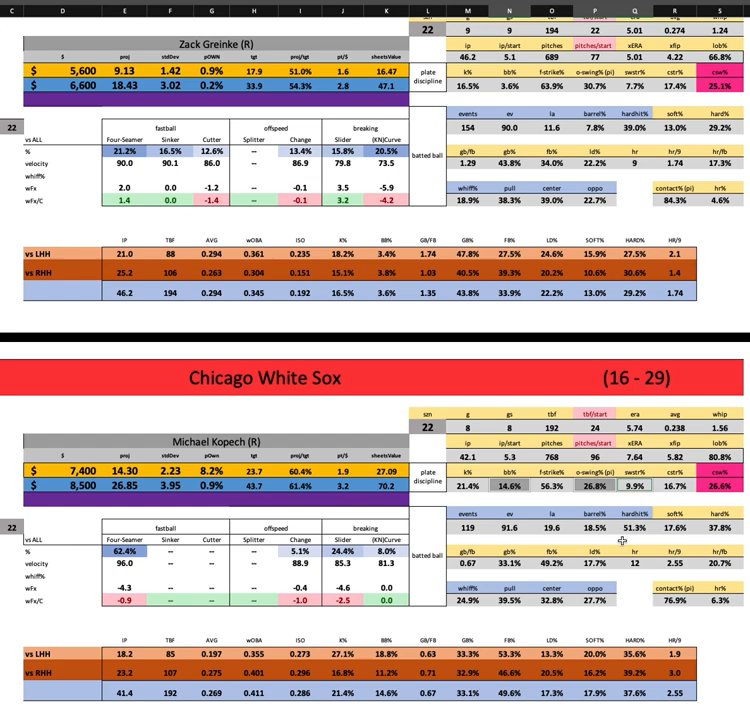 C D E F G H I J K L M N O P Q R S
22 9 9 194 22 5.01 0.274 1.24
Zack Greinke (R)
ip ip/start pitches pitches/start xERA xfip lob%
46.2 5.1 689 77 5.01 4.22 66.8%
$ proj stdDev pOWN tgt proj/tgt pt/$ sheetsValue
$ 5,600 9.13 1.42 0.9% 17.9 51.0% 1.6 16.47
plate discipline
k% bb% f-strike% o-swing% (pi) swstr% cstr% csw%
$ 6,600 18.43 3.02 0.2% 33.9 54.3% 2.8 47.1
16.5% 3.6% 63.9% 30.7% 7.7% 17.4% 25.1%
events ev la barrel% hardhit% soft% hard%
22 fastball offspeed breaking
154 90.0 11.6 7.8% 39.0% 13.0% 29.2%
vs ALL Four-Seamer Sinker Cutter Splitter Change Slider (KN)Curve
% 21.2% 16.5% 12.6% -- 13.4% 15.8% 20.5%
batted ball
gb/fb gb% fb% ld% hr hr/9 hr/fb
velocity 90.0 90.1 86.0 -- 86.9 79.8 73.5
1.29 43.8% 34.0% 22.2% 9 1.74 17.3%
whiff%
wFx 2.0 0.0 -1.2 -0.1 3.5 -5.9
whiff% pull center oppo contact% (pi) hr%
wFx/C 1.4 0.0 -1.4 -- -0.1 3.2 -4.2
18.9% 38.3% 39.0% 22.7% 84.3% 4.6%
IP TBF AVG wOBA ISO K% BB% GB/FB GB% FB% LD% SOFT% HARD% HR/9
vs LHH 21.0 88 0.294 0.361 0.235 18.2% 3.4% 1.74 47.8% 27.5% 24.6% 15.9% 27.5% 2.1
vs RHH 25.2 106 0.263 0.304 0.151 15.1% 3.8% 1.03 40.5% 39.3% 20.2% 10.6% 30.6% 1.4
46.2 194 0.294 0.345 0.192 16.5% 3.6% 1.35 47.8% 33.9% 22.2% 13.0% 29.2% 1.74
Chicago White Sox (16 - 29)
szn g gs tbf tbf/start era avg whip
22 8 8 192 24 5.74 0.238 1.56
Michael Kopech (R)
ip ip/start pitches pitches/start xERA xfip lob%
$ proj stdDev pOwn tgt proj/tgt pt/$ sheetsValue
42.1 5.3 768 96 7.64 5.82 80.8%
$ 7,400 14.30 2.23 8.2% 23.7 60.4% 1.9 27.09
plate discipline
k% bb% f-strike% o-swing% (pi) swstr% cstr% csw%
$ 8,500 26.85 3.95 0.9% 43.7 61.4% 3.2 70.2
21.4% 14.6% 56.3% 26.8% 9.9% 16.7% 26.6%
events ev la barrel% hardhit% soft% hard%
22 fastball offspeed breaking
119 91.6 19.6 18.5% 51.3% 17.6% 37.8%
vs ALL Four-Seamer Sinker Cutter Splitter Change Slider (KN)Curve
% 62.4% -- -- -- 5.1% 24.4% 8.0%
batted ball
gb/fb gb% fb% ld% hr hr/9 hr/fb
velocity 96.0 -- -- -- 88.9 85.3 81.3
0.67 33.1% 49.2% 17.7% 12 2.55 20.7%
whiff%
wFx -4.3 -- -- -- -0.4 -4.6 0.0
whiff% pull center oppo contact% (pi) hr%
wFx/C -0.9 -- -- -- -1.0 -2.5 0.0
24.9% 39.5% 32.8% 27.7% 76.9% 6.3%
IP TBF AVG wOBA ISO K% BB% GB/FB GB% FB% LD% SOFT% HARD% HR/9
vs LHH 18.2 85 0.197 0.355 0.273 27.1% 18.8% 0.63 33.3% 53.3% 13.3% 20.0% 35.6% 1.9
vs RHH 23.2 107 0.275 0.401 0.296 16.8% 11.2% 0.71 32.9% 46.6% 20.5% 16.2% 39.2% 3.0
41.4 192 0.269 0.411 0.286 21.4% 14.6% 0.67 33.1% 49.6% 17.3% 17.9% 37.6% 2.55